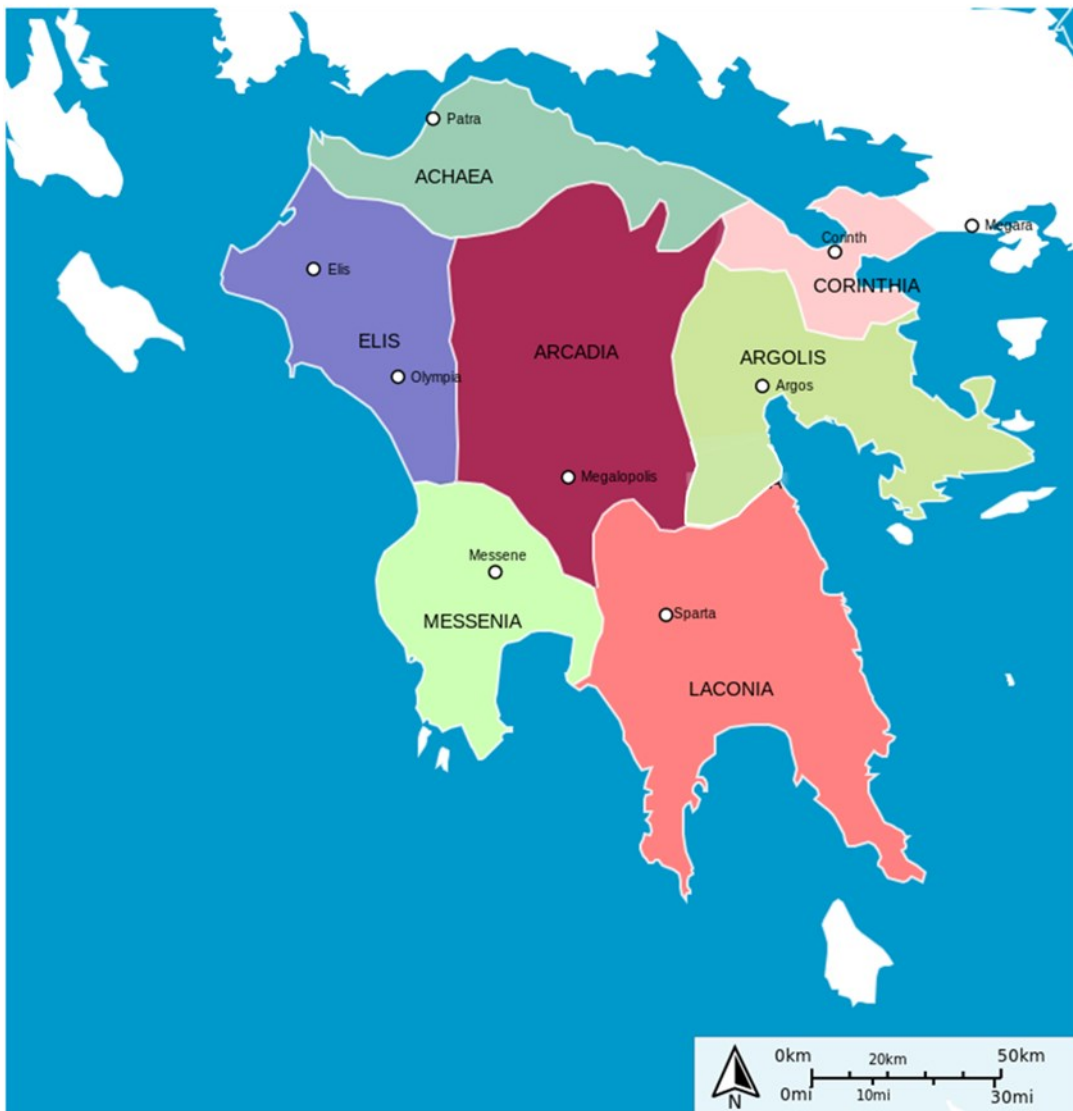 Patra
ACHAEA
Megara
Corinth
Elis
CORINTHIA
ELIS
ARCADIA
ARGOLIS
Olympia
Argos
Megalopolis
A
Messene
Sparta
MESSENIA
LACONIA
0km 20km 50km
0mi 10mi 30mi
N